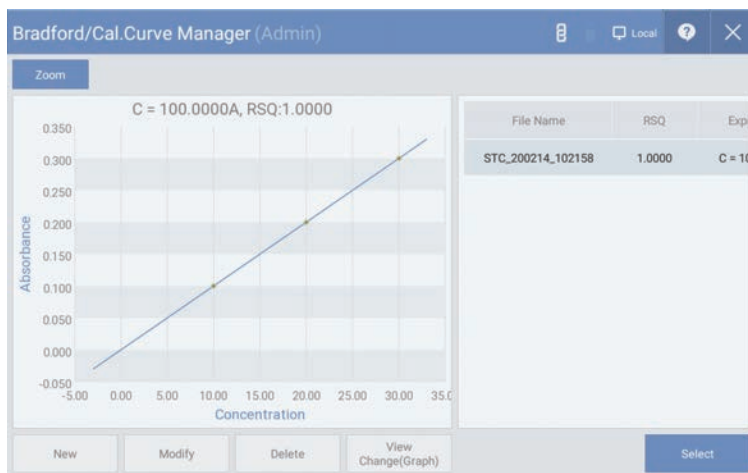 Bradford/Cal.Curve Manager (Admin)
Local
?
Zoom
C = 100.0000A, RSQ:1.0000
0.350
0.300
0.250
0.200
0.150
0.100
0.050
0.000
-0.050
Absorbance
-5.00 0.00 5.00 10.00 15.00 20.00 25.00 30.00 35.0
Concentration
File Name RSQ Exp
STC_200214_102158 1.0000 C = 10
New
Modify
Delete
View
Change(Graph)
Select